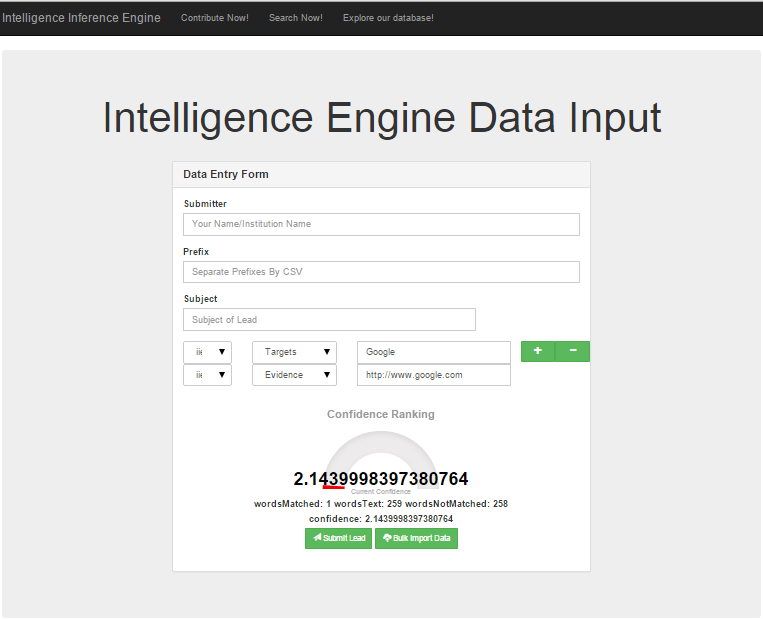 Intelligence Inference Engine Contribute Now! Search Now! Explore our database!
Intelligence Engine Data Input
Data Entry Form
Submitter
Your Name/Institution Name
Prefix
Separate Prefixes By CSV
Subject
Subject of Lead
Targets Google + −
Evidence http://www.google.com
Confidence Ranking
2.1439998397380764
Current Confidence
wordsMatched: 1 wordsText: 259 wordsNotMatched: 258
confidence: 2.1439998397380764
Submit Lead Bulk Import Data